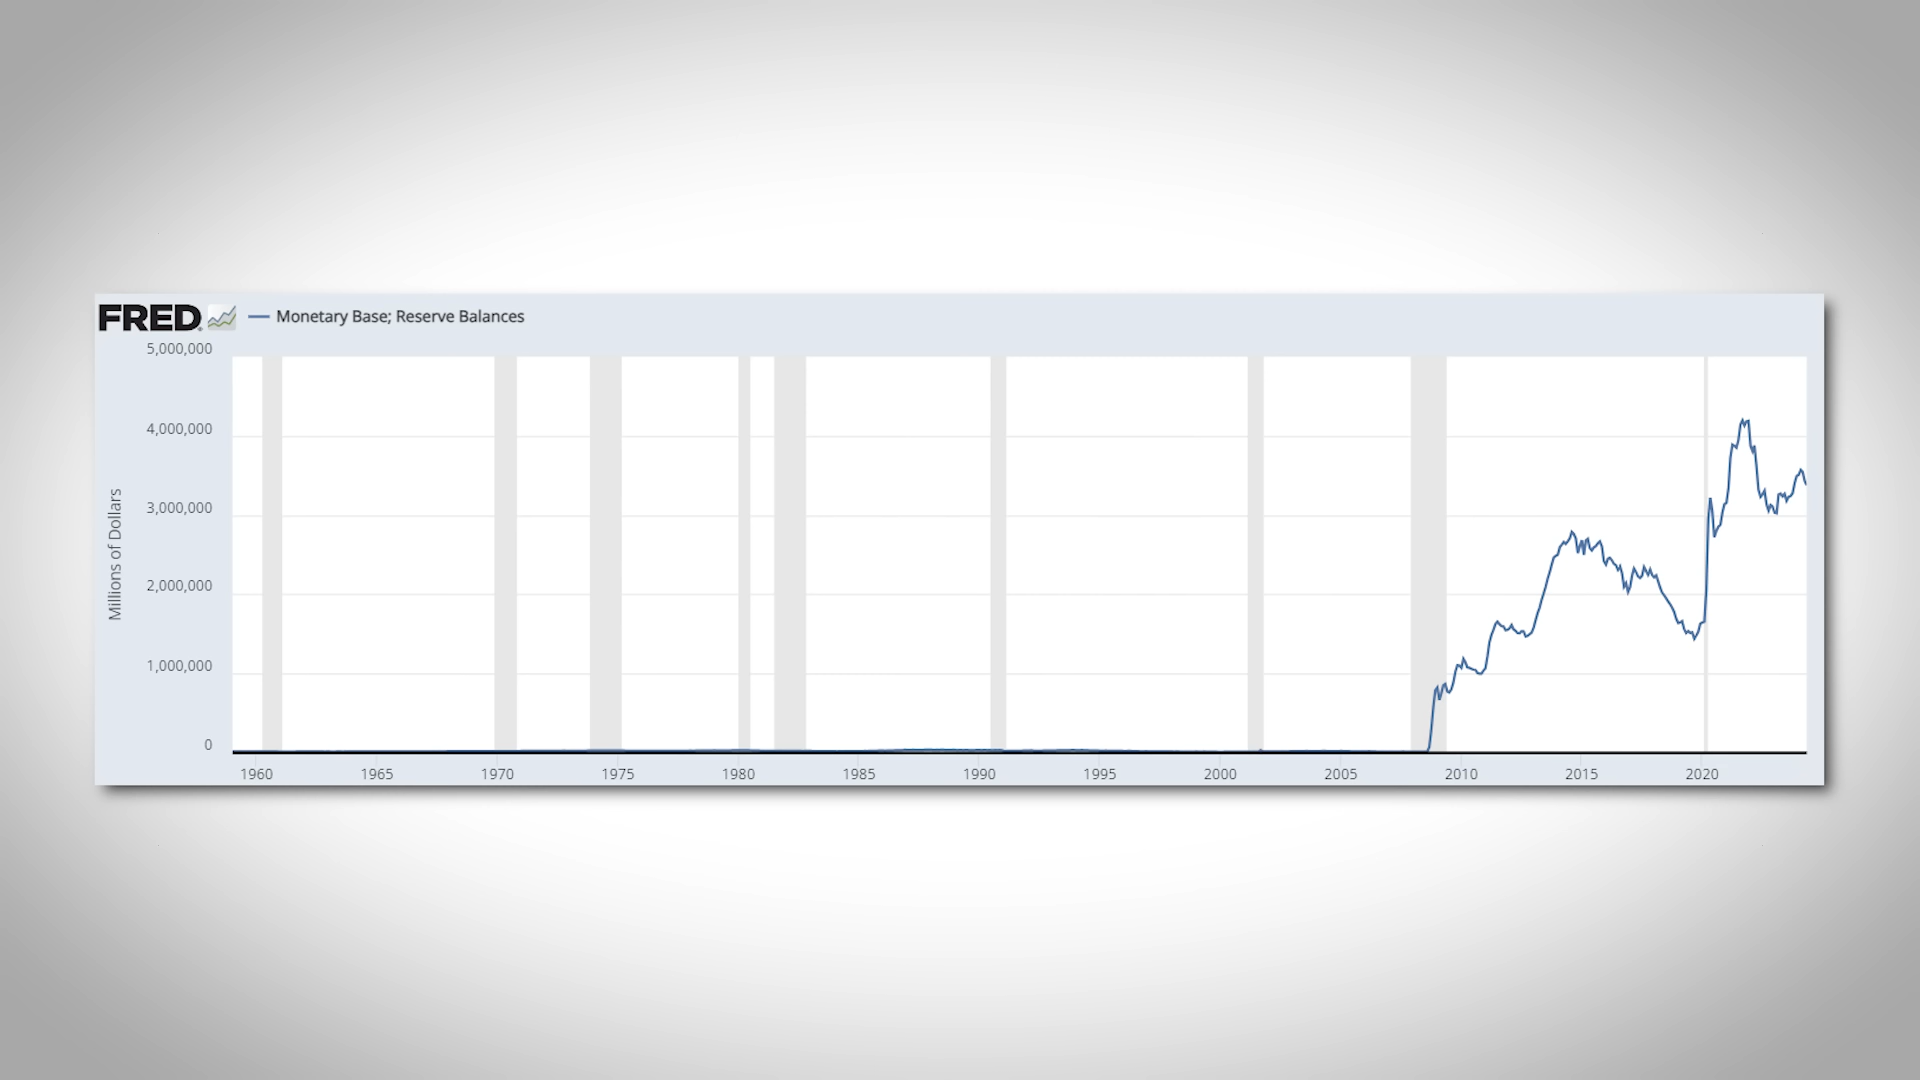 FRED
Monetary Base; Reserve Balances
Millions of Dollars
5,000,000
4,000,000
3,000,000
2,000,000
1,000,000
0
1960 1965 1970 1975 1980 1985 1990 1995 2000 2005 2010 2015 2020